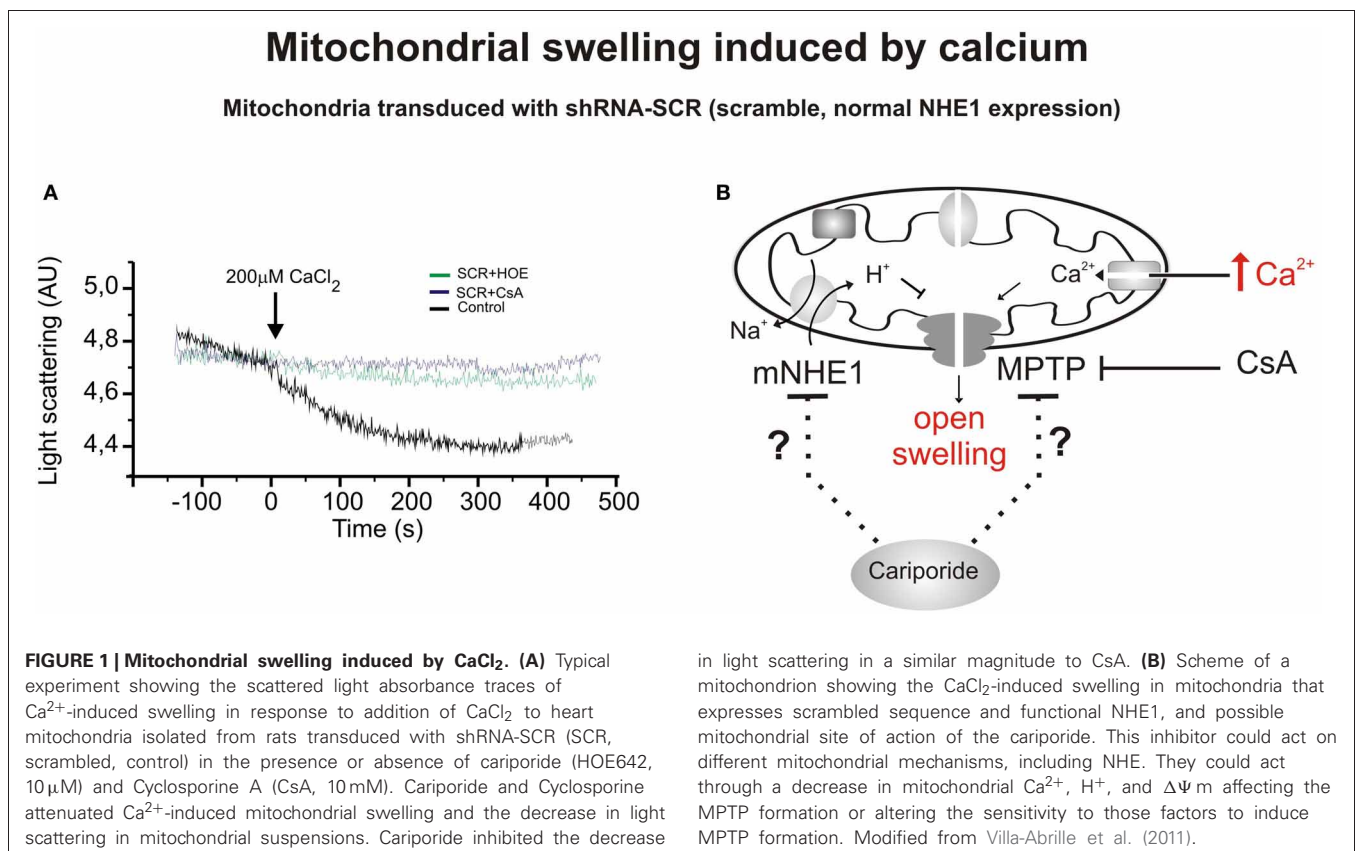 Mitochondrial swelling induced by calcium
Mitochondria transduced with shRNA-SCR (scramble, normal NHE1 expression)
A
Light scattering (AU)
5,0
4,8
4,6
4,4
200μM CaCl₂
SCR+HOE
SCR+CsA
Control
-100 0 100 200 300 400 500
Time (s)
B
H⁺
Ca²⁺
Ca²⁺
Na⁺
mNHE1
MPTP
CsA
open
swelling
?
?
Cariporide
FIGURE 1 | Mitochondrial swelling induced by CaCl₂. (A) Typical
experiment showing the scattered light absorbance traces of
Ca²⁺-induced swelling in response to addition of CaCl₂ to heart
mitochondria isolated from rats transduced with shRNA-SCR (SCR,
scrambled, control) in the presence or absence of cariporide (HOE642,
10 μM) and Cyclosporine A (CsA, 10 mM). Cariporide and Cyclosporine
attenuated Ca²⁺-induced mitochondrial swelling and the decrease in light
scattering in mitochondrial suspensions. Cariporide inhibited the decrease
in light scattering in a similar magnitude to CsA. (B) Scheme of a
mitochondrion showing the CaCl₂-induced swelling in mitochondria that
expresses scrambled sequence and functional NHE1, and possible
mitochondrial site of action of the cariporide. This inhibitor could act on
different mitochondrial mechanisms, including NHE. They could act
through a decrease in mitochondrial Ca²⁺, H⁺, and ΔΨ m affecting the
MPTP formation or altering the sensitivity to those factors to induce
MPTP formation. Modified from Villa-Abrille et al. (2011).